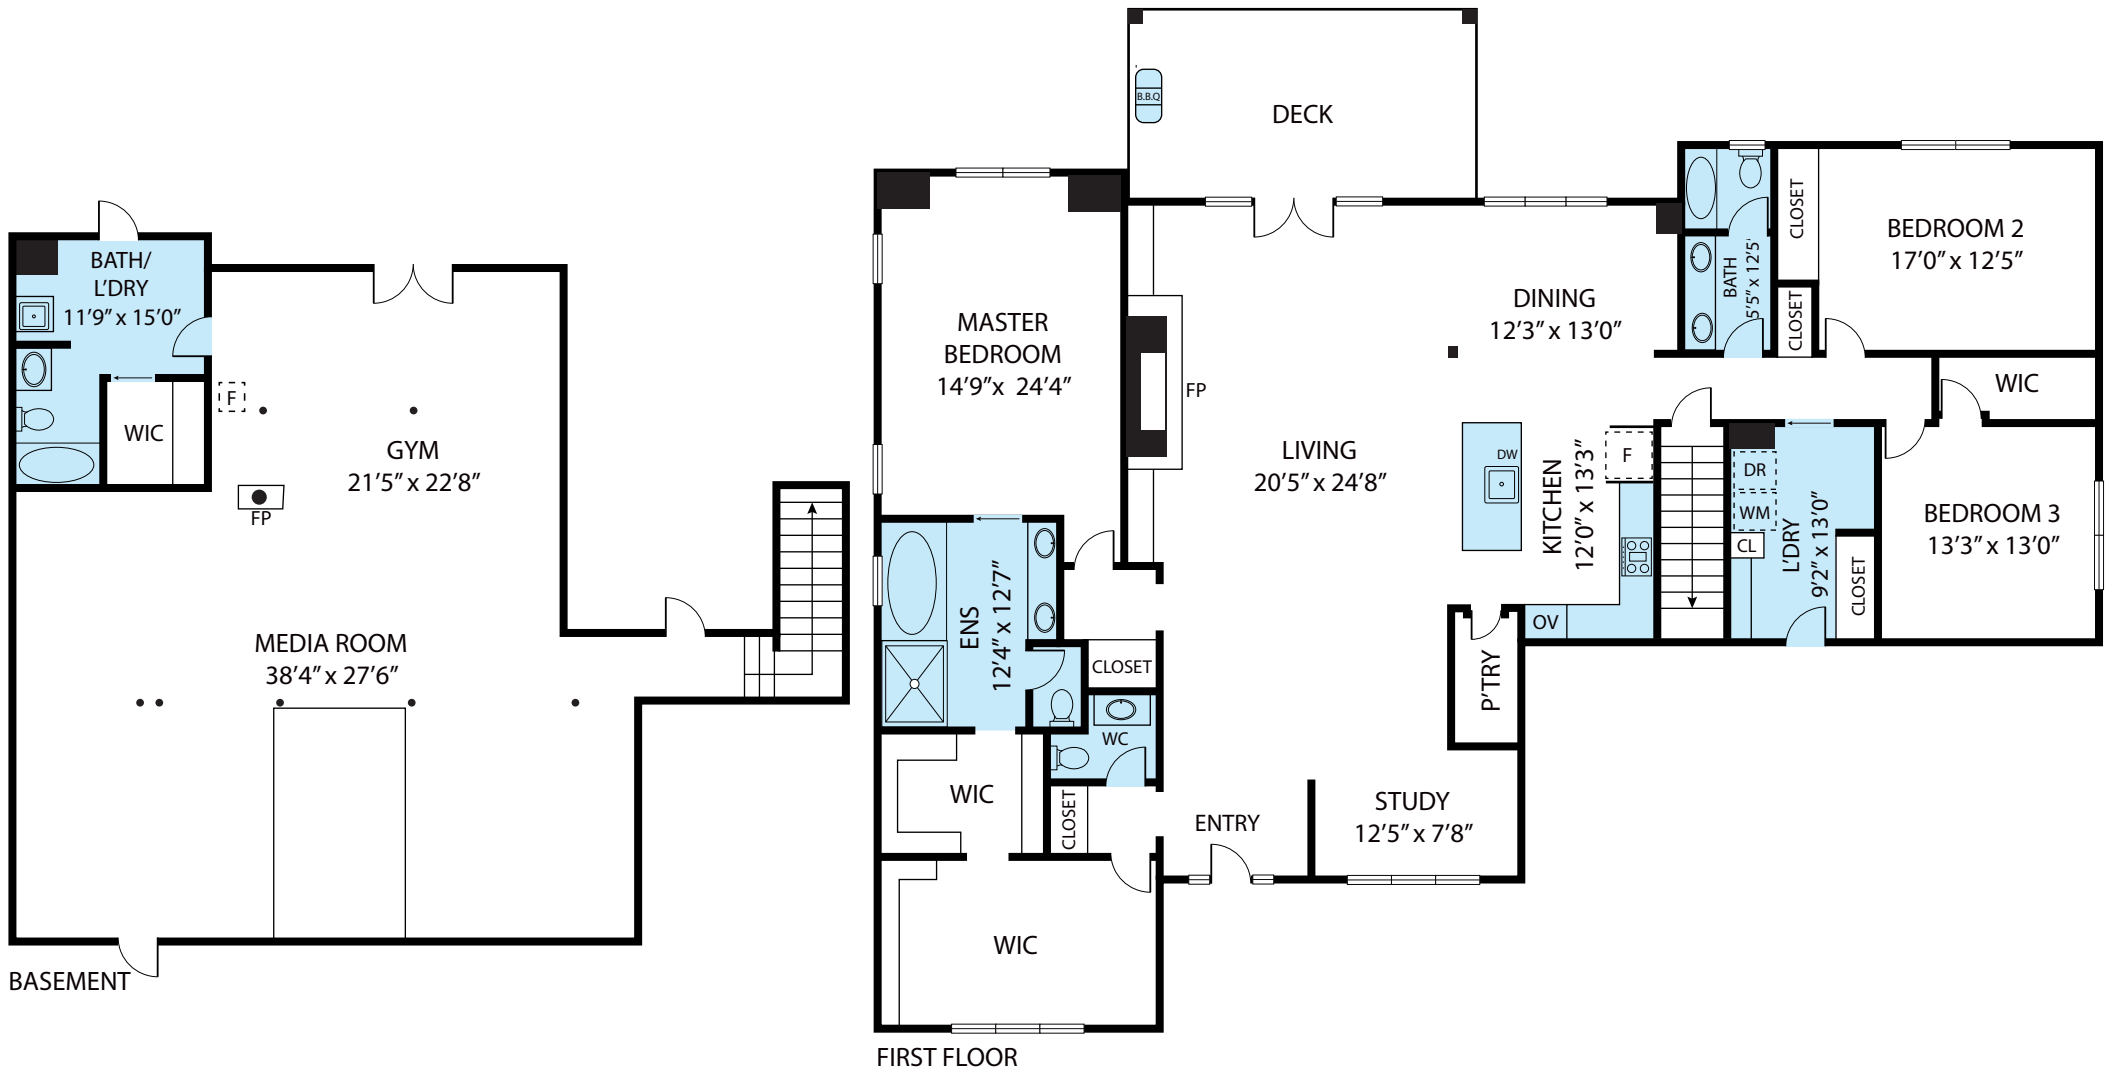 BATH/
L'DRY
11'9" x 15'0"
WIC
F
GYM
21'5" x 22'8"
FP
MEDIA ROOM
38'4" x 27'6"
BASEMENT
B.B.Q
DECK
MASTER
BEDROOM
14'9"x 24'4"
FP
LIVING
20'5" x 24'8"
DINING
12'3" x 13'0"
BATH
5'5" x 12'5'
CLOSET
CLOSET
BEDROOM 2
17'0" x 12'5"
WIC
DW
KITCHEN
12'0" x 13'3"
F
OV
DR
WM
CL
L'DRY
9'2" x 13'0"
CLOSET
BEDROOM 3
13'3" x 13'0"
ENS
12'4" x 12'7"
CLOSET
WC
WIC
CLOSET
ENTRY
P'TRY
STUDY
12'5" x 7'8"
WIC
FIRST FLOOR